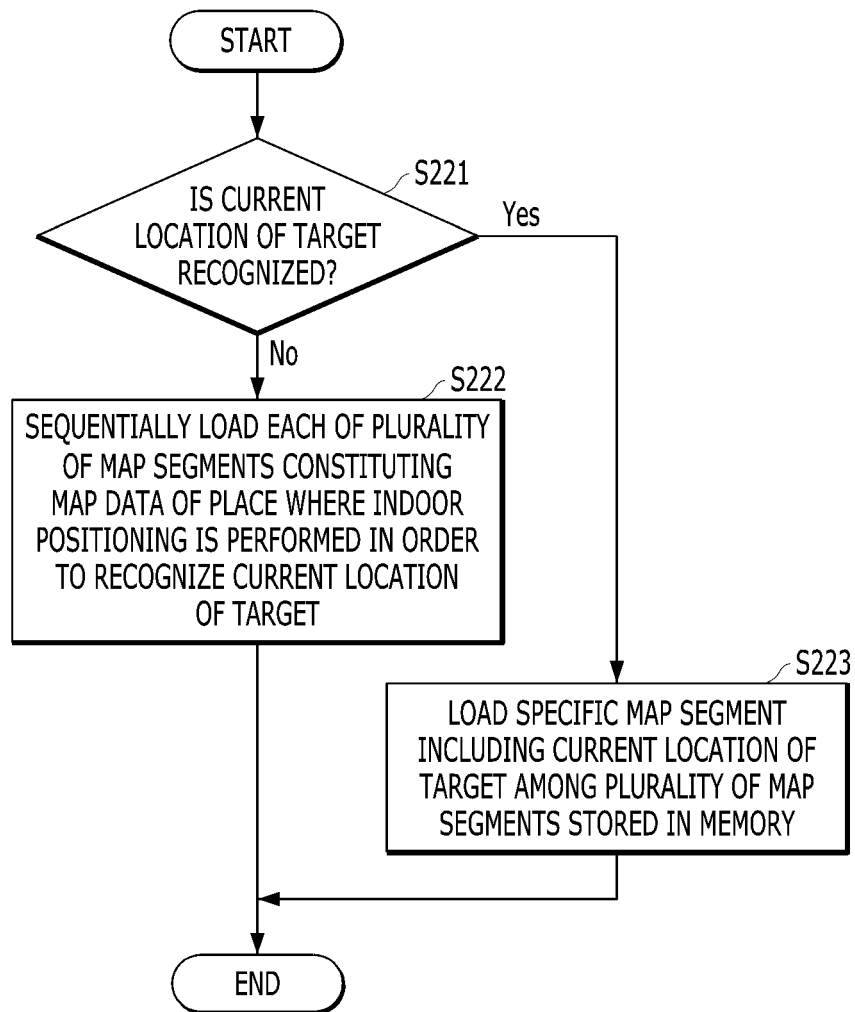 START
S221
IS CURRENT
LOCATION OF TARGET
RECOGNIZED?
Yes
No
S222
SEQUENTIALLY LOAD EACH OF PLURALITY
OF MAP SEGMENTS CONSTITUTING
MAP DATA OF PLACE WHERE INDOOR
POSITIONING IS PERFORMED IN ORDER
TO RECOGNIZE CURRENT LOCATION
OF TARGET
S223
LOAD SPECIFIC MAP SEGMENT
INCLUDING CURRENT LOCATION OF
TARGET AMONG PLURALITY OF MAP
SEGMENTS STORED IN MEMORY
END